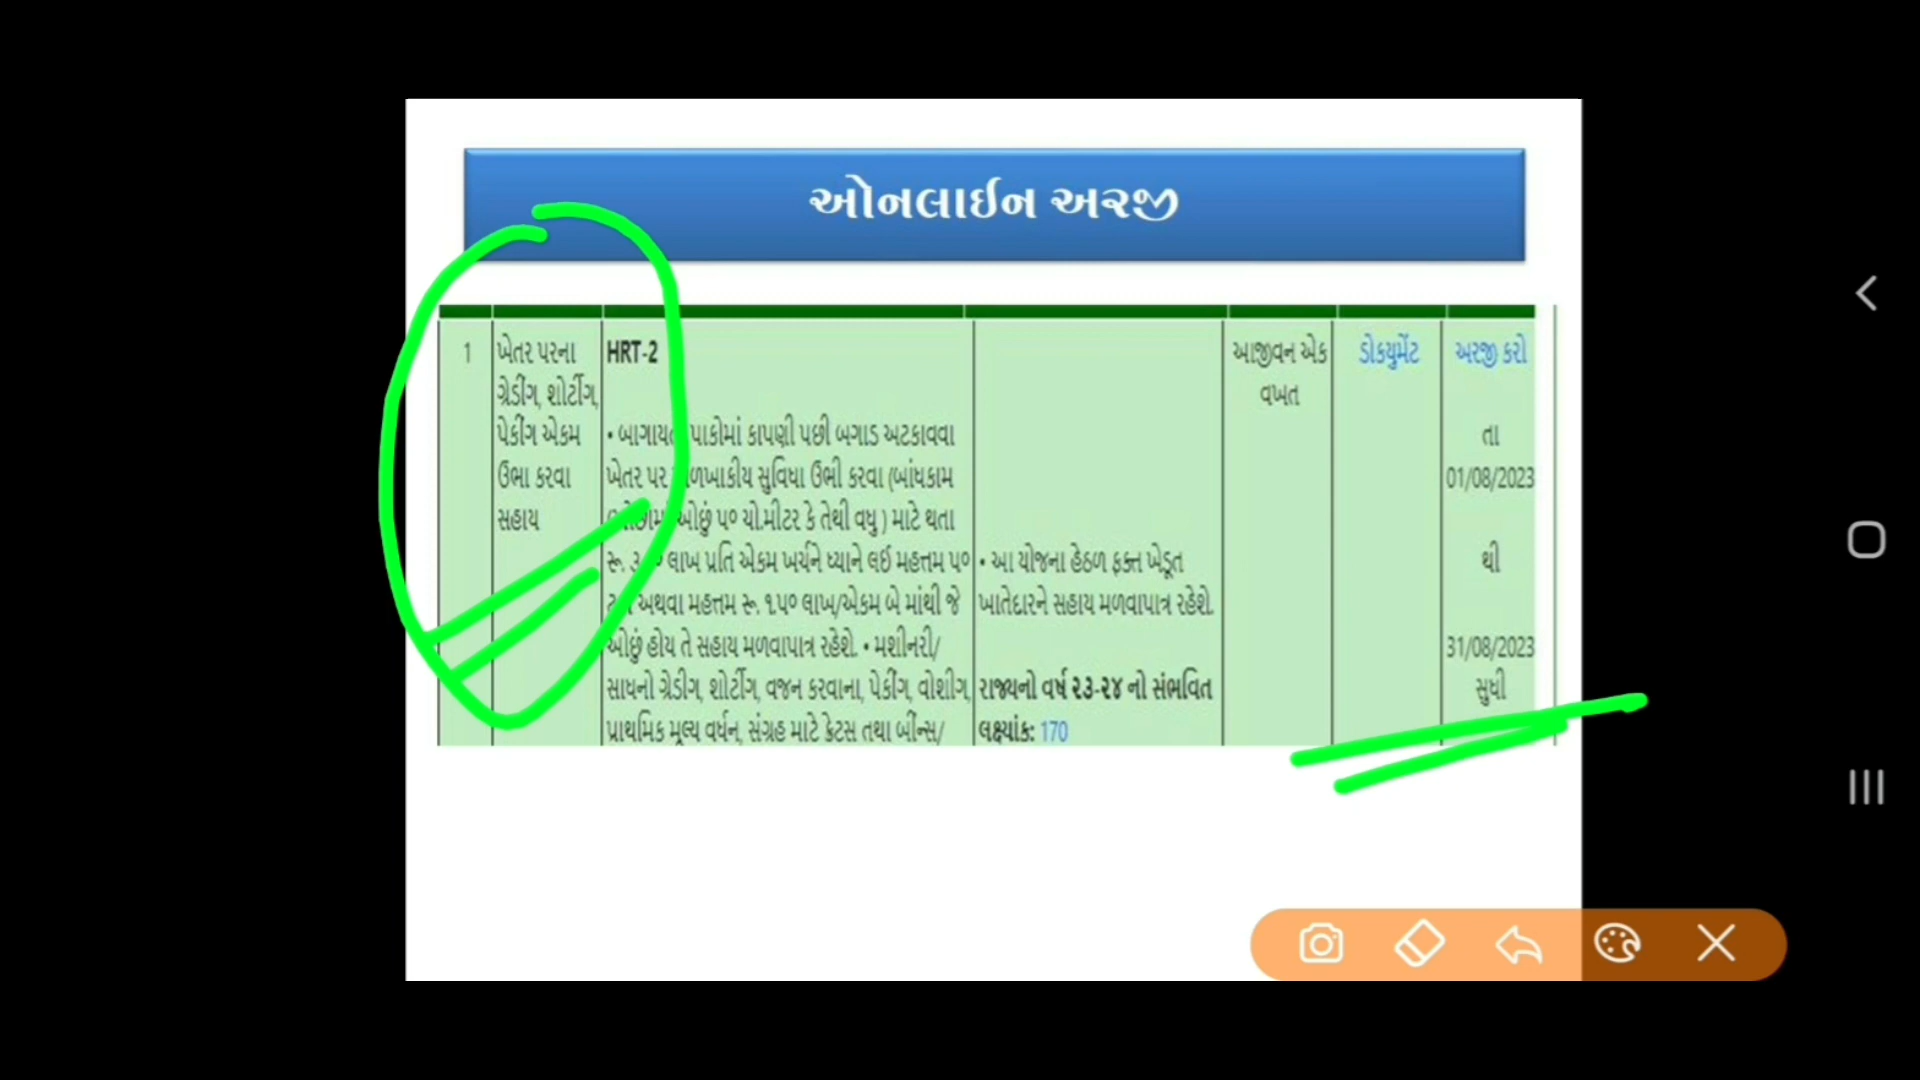 ઓનલાઈન અરજી
1
ખેતર પરના
ગ્રેડીંગ, શોર્ટીંગ,
પેકીંગ એકમ
ઉભા કરવા
સહાય
HRT-2
• બાગાયત પાકોમાં કાપણી પછી બગાડ અટકાવવા
ખેતર પર માળખાકીય સુવિધા ઉભી કરવા (બાંધકામ
ઓછું ૫૦ ચો.મીટર કે તેથી વધુ ) માટે થતા
રૂ. લાખ પ્રતિ એકમ ખર્ચને ધ્યાને લઈ મહત્તમ ૫૦
અથવા મહત્તમ રૂ. ૧.૫૦ લાખ/એકમ બે માંથી જે
ઓછું હોય તે સહાય મળવાપાત્ર રહેશે. • મશીનરી/
સાધનો ગ્રેડીગ, શોર્ટીંગ, વજન કરવાના, પેકીંગ, વોશીગ,
પ્રાથમિક મૂલ્ય વર્ધન, સંગ્રહ માટે ક્રેટસ તથા બીંન્સ/
• આ યોજના હેઠળ ફક્ત ખેડૂત
ખાતેદારને સહાય મળવાપાત્ર રહેશે.
રાજ્યનો વર્ષ ૨૩-૨૪ નો સંભવિત
લક્ષ્યાંક: 170
આજીવન એક
વખત
ડોકયુમેંટ
અરજી કરો
તા
01/08/2023
થી
31/08/2023
સુધી